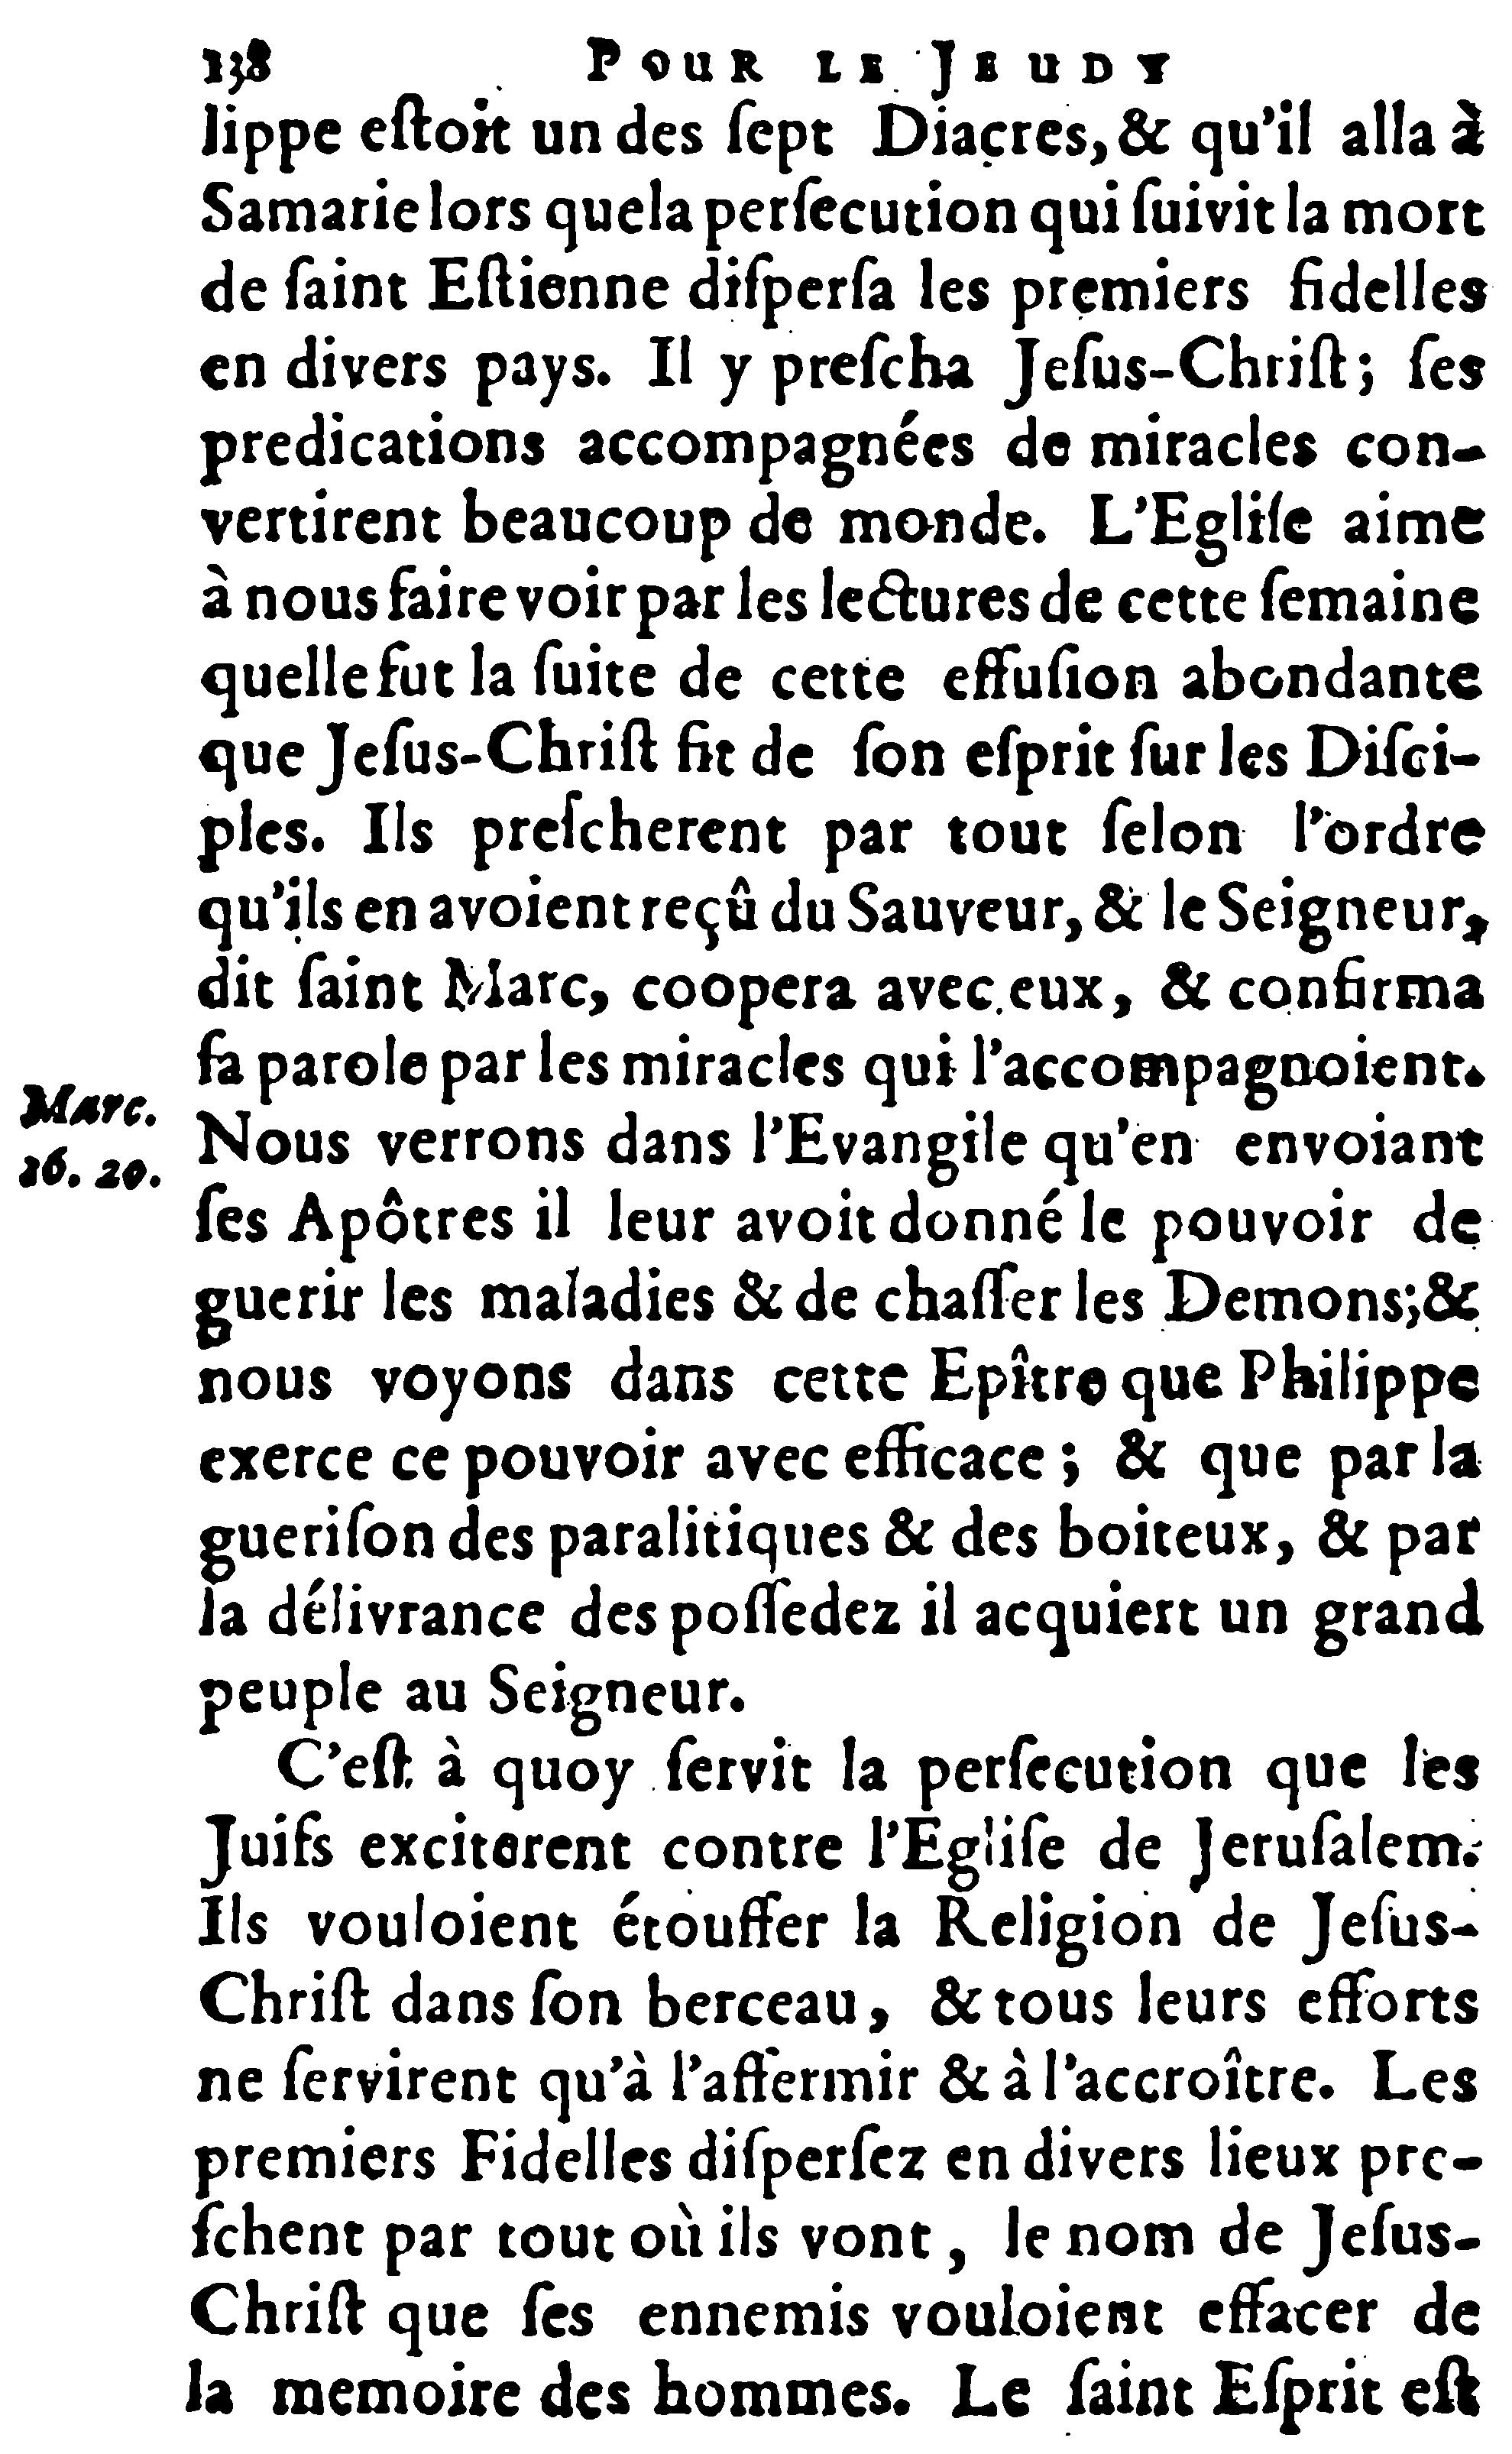 138 POUR LE JEUDY
lippe eſtoit un des ſept Diacres, & qu'il alla à
Samarie lors que la perſecution qui ſuivit la mort
de ſaint Eſtienne diſperſa les premiers fidelles
en divers pays. Il y preſcha Jeſus-Chriſt; ſes
predications accompagnées de miracles con-
vertirent beaucoup de monde. L'Egliſe aime
à nous faire voir par les lectures de cette ſemaine
quelle fut la ſuite de cette effuſion abondante
que Jeſus-Chriſt fit de ſon eſprit ſur les Diſci-
ples. Ils preſcherent par tout ſelon l'ordre
qu'ils en avoient reçû du Sauveur, & le Seigneur,
dit ſaint Marc, coopera avec eux, & confirma
ſa parole par les miracles qui l'accompagnoient.
Marc.
16. 20.
Nous verrons dans l'Evangile qu'en envoiant
ſes Apôtres il leur avoit donné le pouvoir de
guerir les maladies & de chaſſer les Demons; &
nous voyons dans cette Epître que Philippe
exerce ce pouvoir avec efficace; & que par la
gueriſon des paralitiques & des boiteux, & par
la délivrance des poſſedez il acquiert un grand
peuple au Seigneur.
C'eſt à quoy ſervit la perſecution que les
Juifs exciterent contre l'Egliſe de Jeruſalem.
Ils vouloient étouffer la Religion de Jeſus-
Chriſt dans ſon berceau, & tous leurs efforts
ne ſervirent qu'à l'affermir & à l'accroître. Les
premiers Fidelles diſperſez en divers lieux pre-
ſchent par tout où ils vont, le nom de Jeſus-
Chriſt que ſes ennemis vouloient effacer de
la memoire des hommes. Le ſaint Eſprit eſt